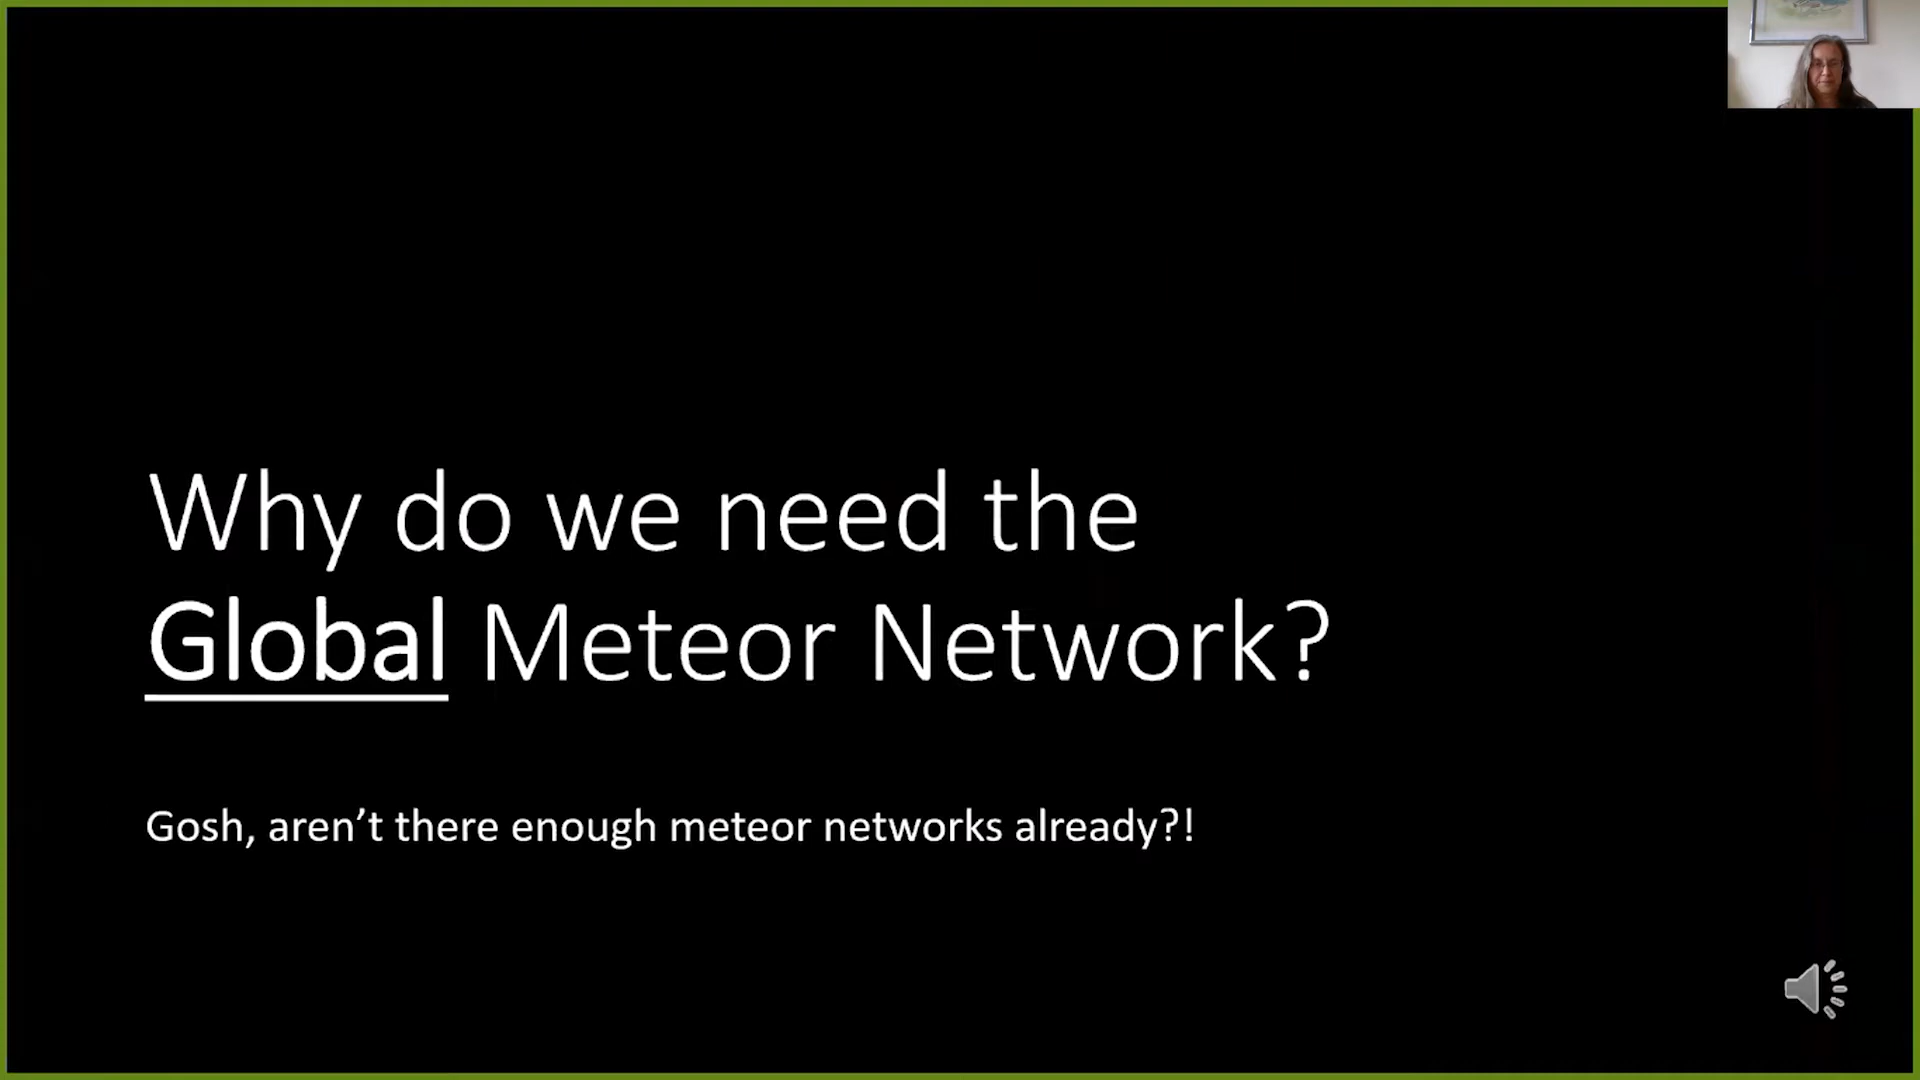 Why do we need the
Global Meteor Network?
Gosh, aren’t there enough meteor networks already?!